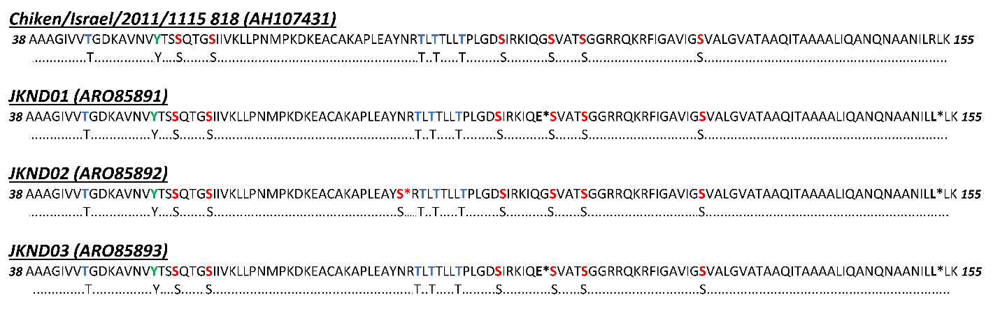 Chiken/Israel/2011/1115 818 (AH107431)
38 AAAGIVVTGDKAVNVYTSSQTGSIIVKLLPNMPKDKEACAKAPLEAYNRTLTTLLTPLGDSIRKIQGSVATSGGRRQKRFIGAVIGSVALGVATAAQITAAAALIQANQNAANILRLK 155
..............T...............Y....S.........S.......................................................T..T.....T........S...........S.......S...............................S...................................................................
JKND01 (ARO85891)
38 AAAGIVVTGDKAVNVYTSSQTGSIIVKLLPNMPKDKEACAKAPLEAYNRTLTTLLTPLGDSIRKIQE*SVATSGGRRQKRFIGAVIGSVALGVATAAQITAAAALIQANQNAANILL*LK 155
..............T...............Y....S.........S.......................................................T..T.....T........S...........S.......S...............................S...................................................................
JKND02 (ARO85892)
38 AAAGIVVTGDKAVNVYTSSQTGSIIVKLLPNMPKDKEACAKAPLEAYS*RTLTTLLTPLGDSIRKIQGSVATSGGRRQKRFIGAVIGSVALGVATAAQITAAAALIQANQNAANILL*LK 155
..............T...............Y....S.........S..................................................S.....T..T.....T........S...........S.......S...............................S...................................................................
JKND03 (ARO85893)
38 AAAGIVVTGDKAVNVYTSSQTGSIIVKLLPNMPKDKEACAKAPLEAYNRTLTTLLTPLGDSIRKIQE*SVATSGGRRQKRFIGAVIGSVALGVATAAQITAAAALIQANQNAANILL*LK 155
..............T...............Y....S.........S.......................................................T..T.....T........S...........S.......S...............................S...................................................................